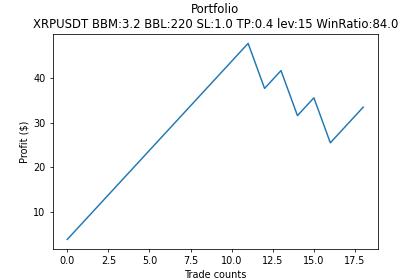 Portfolio
XRPUSDT BBM:3.2 BBL:220 SL:1.0 TP:0.4 lev:15 WinRatio:84.0
40
30
20
10
Profit ($)
0.0 2.5 5.0 7.5 10.0 12.5 15.0 17.5
Trade counts